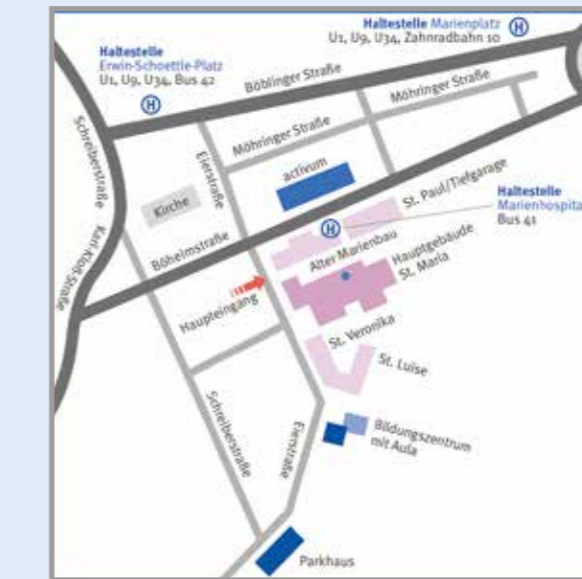 Haltestelle Marienplatz
U1, U9, U34, Zahnradbahn 10
Haltestelle
Erwin-Schoettle-Platz
U1, U9, U34, Bus 42
H
H
Böblinger Straße
Möhringer Straße
Möhringer Straße
Schreiberstraße
Eierstraße
activum
Kirche
St. Paul/Tiefgarage
Haltestelle
Marienhospita
Bus 41
H
Karl-Kloß-Straße
Böheimstraße
Alter Marienbau
Hauptgebäude
St. Maria
Haupteingang
St. Veronika
St. Luise
Schreiberstraße
Eierstraße
Bildungszentrum
mit Aula
Parkhaus